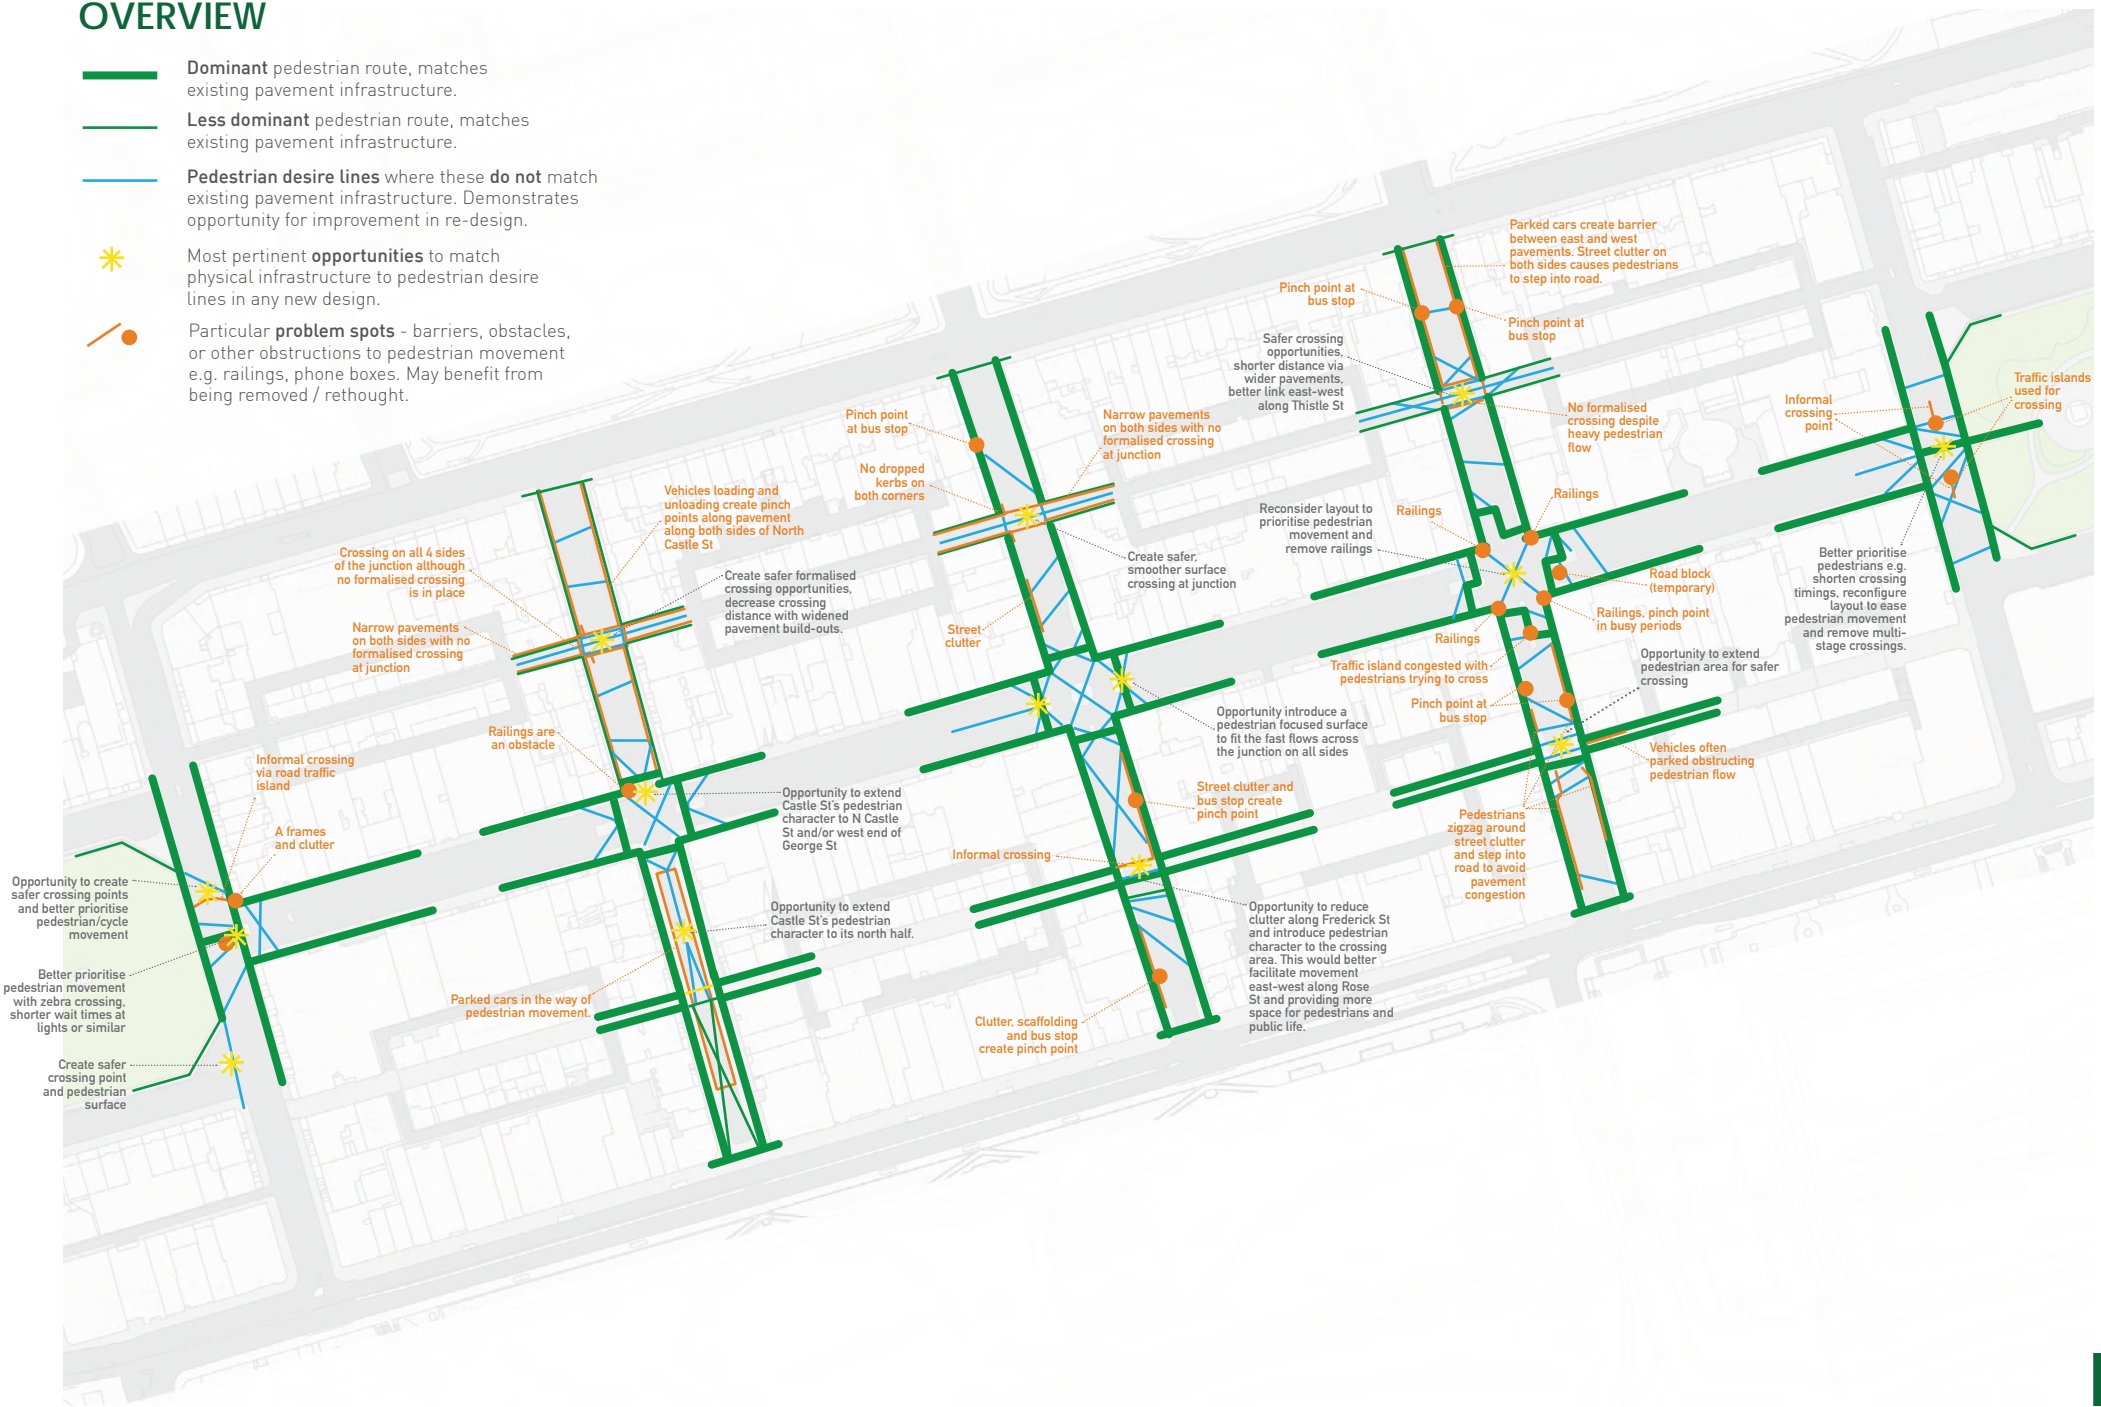 OVERVIEW
Dominant pedestrian route, matches
existing pavement infrastructure.
Less dominant pedestrian route, matches
existing pavement infrastructure.
Pedestrian desire lines where these do not match
existing pavement infrastructure. Demonstrates
opportunity for improvement in re-design.
Most pertinent opportunities to match
physical infrastructure to pedestrian desire
lines in any new design.
Particular problem spots - barriers, obstacles,
or other obstructions to pedestrian movement
e.g. railings, phone boxes. May benefit from
being removed / rethought.
Opportunity to create
safer crossing points
and better prioritise
pedestrian/cycle
movement
Better prioritise
pedestrian movement
with zebra crossing,
shorter wait times at
lights or similar
Create safer
crossing point
and pedestrian
surface
Informal crossing
via road traffic
island
A frames
and clutter
Crossing on all 4 sides
of the junction although
no formalised crossing
is in place
Narrow pavements
on both sides with no
formalised crossing
at junction
Railings are
an obstacle
Parked cars in the way of
pedestrian movement.
Vehicles loading and
unloading create pinch
points along pavement
along both sides of North
Castle St
Create safer formalised
crossing opportunities,
decrease crossing
distance with widened
pavement build-outs.
Opportunity to extend
Castle St's pedestrian
character to N Castle
St and/or west end of
George St
Opportunity to extend
Castle St's pedestrian
character to its north half.
Pinch point
at bus stop
No dropped
kerbs on
both corners
Narrow pavements
on both sides with no
formalised crossing
at junction
Create safer,
smoother surface
crossing at junction
Street
clutter
Opportunity introduce a
pedestrian focused surface
to fit the fast flows across
the junction on all sides
Street clutter and
bus stop create
pinch point
Informal crossing
Opportunity to reduce
clutter along Frederick St
and introduce pedestrian
character to the crossing
area. This would better
facilitate movement
east-west along Rose
St and providing more
space for pedestrians and
public life.
Clutter, scaffolding
and bus stop
create pinch point
Parked cars create barrier
between east and west
pavements. Street clutter on
both sides causes pedestrians
to step into road.
Pinch point at
bus stop
Pinch point at
bus stop
Safer crossing
opportunities,
shorter distance via
wider pavements,
better link east-west
along Thistle St
No formalised
crossing despite
heavy pedestrian
flow
Reconsider layout to
prioritise pedestrian
movement and
remove railings
Railings
Railings
Road block
(temporary)
Railings, pinch point
in busy periods
Railings
Traffic island congested with
pedestrians trying to cross
Pinch point at
bus stop
Opportunity to extend
pedestrian area for safer
crossing
Vehicles often
parked obstructing
pedestrian flow
Pedestrians
zigzag around
street clutter
and step into
road to avoid
pavement
congestion
Informal
crossing
point
Traffic islands
used for
crossing
Better prioritise
pedestrians e.g.
shorten crossing
timings, reconfigure
layout to ease
pedestrian movement
and remove multi-
stage crossings.